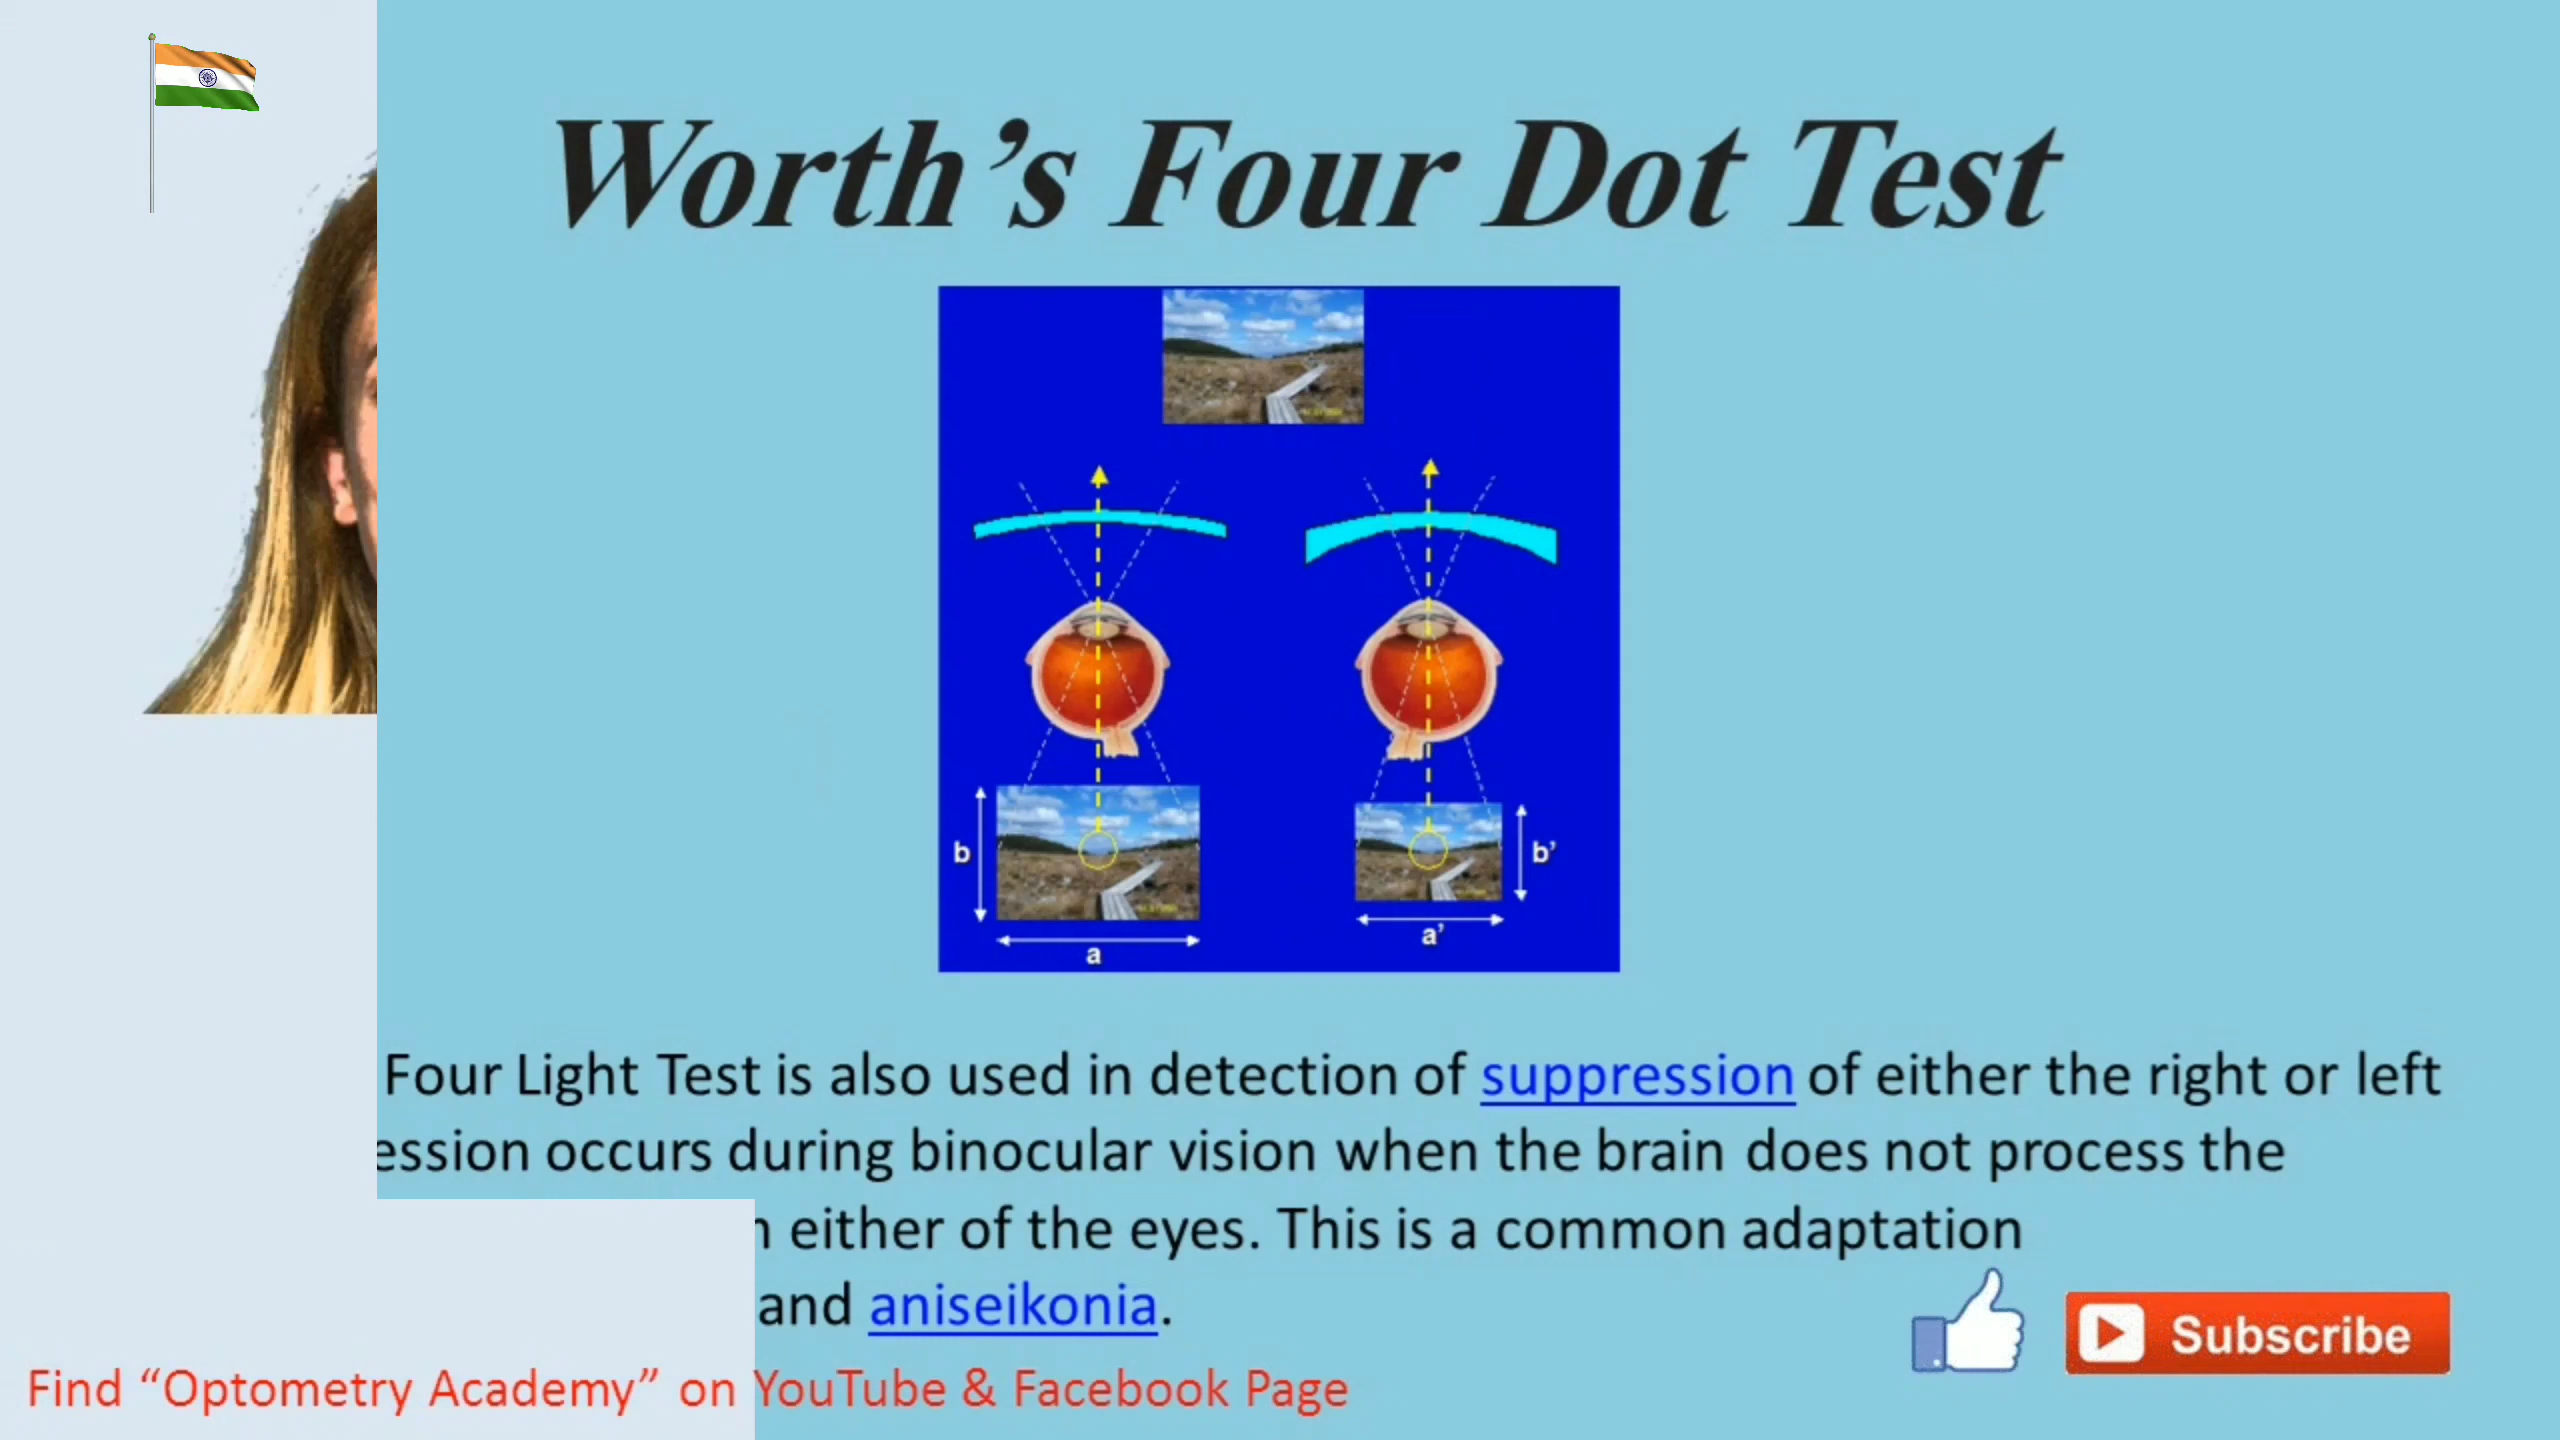 Worth’s Four Dot Test
b
b’
a’
a
Four Light Test is also used in detection of suppression of either the right or left
ession occurs during binocular vision when the brain does not process the
either of the eyes. This is a common adaptation
and aniseikonia.
Subscribe
Find “Optometry Academy” on YouTube & Facebook Page